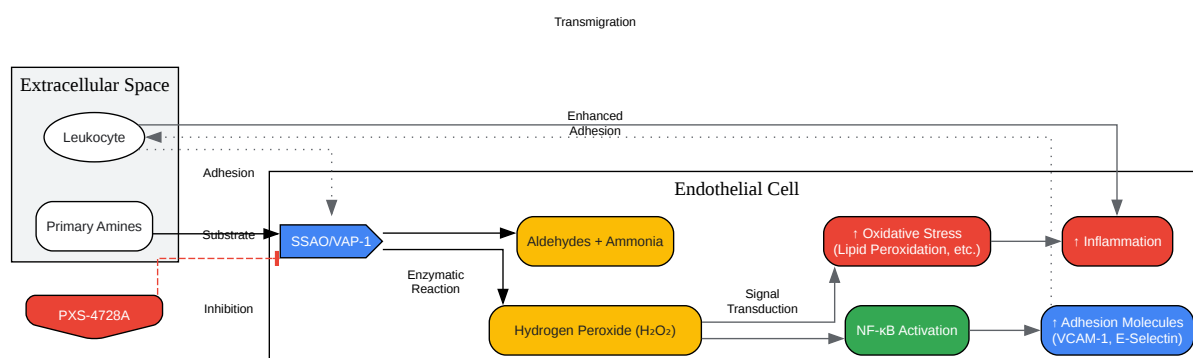 Transmigration
Extracellular Space
Leukocyte
Enhanced
Adhesion
Adhesion
Endothelial Cell
Primary Amines
Substrate
SSAO/VAP-1
Aldehydes + Ammonia
↑ Oxidative Stress
(Lipid Peroxidation, etc.)
↑ Inflammation
Enzymatic
Reaction
Signal
Transduction
Inhibition
PXS-4728A
Hydrogen Peroxide (H₂O₂)
NF-κB Activation
↑ Adhesion Molecules
(VCAM-1, E-Selectin)